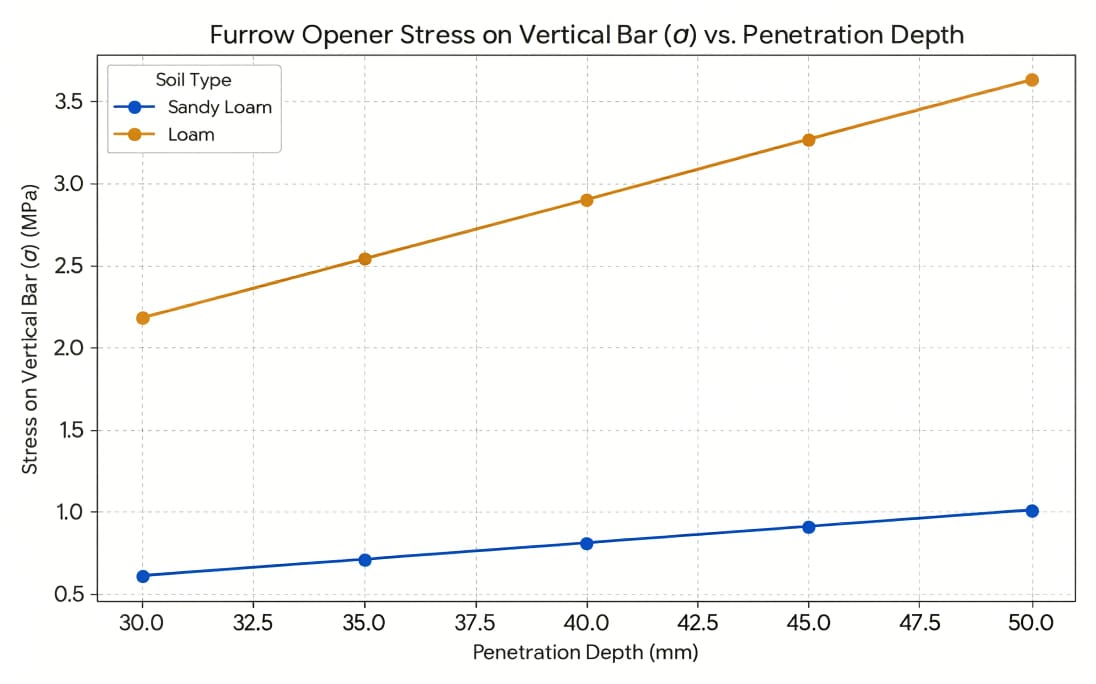 Furrow Opener Stress on Vertical Bar (σ) vs. Penetration Depth
Soil Type
Sandy Loam
Loam
Stress on Vertical Bar (σ) (MPa)
3.5
3.0
2.5
2.0
1.5
1.0
0.5
30.0 32.5 35.0 37.5 40.0 42.5 45.0 47.5 50.0
Penetration Depth (mm)